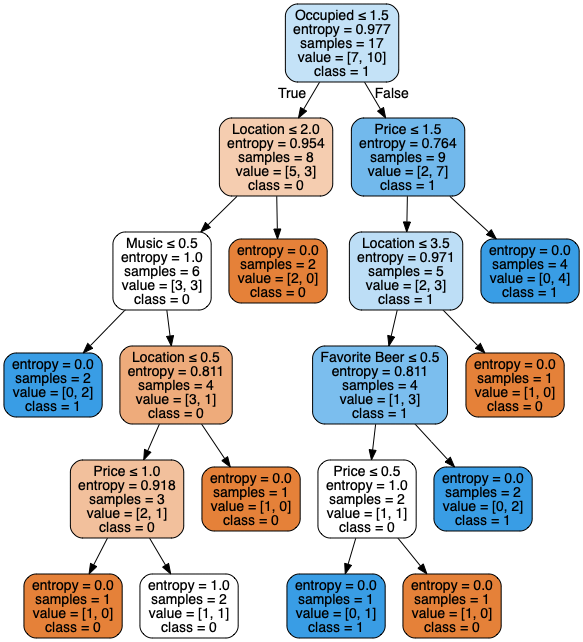 Occupied ≤ 1.5
entropy = 0.977
samples = 17
value = [7, 10]
class = 1
True
False
Location ≤ 2.0
entropy = 0.954
samples = 8
value = [5, 3]
class = 0
Price ≤ 1.5
entropy = 0.764
samples = 9
value = [2, 7]
class = 1
Music ≤ 0.5
entropy = 1.0
samples = 6
value = [3, 3]
class = 0
entropy = 0.0
samples = 2
value = [2, 0]
class = 0
Location ≤ 3.5
entropy = 0.971
samples = 5
value = [2, 3]
class = 1
entropy = 0.0
samples = 4
value = [0, 4]
class = 1
entropy = 0.0
samples = 2
value = [0, 2]
class = 1
Location ≤ 0.5
entropy = 0.811
samples = 4
value = [3, 1]
class = 0
Favorite Beer ≤ 0.5
entropy = 0.811
samples = 4
value = [1, 3]
class = 1
entropy = 0.0
samples = 1
value = [1, 0]
class = 0
Price ≤ 1.0
entropy = 0.918
samples = 3
value = [2, 1]
class = 0
entropy = 0.0
samples = 1
value = [1, 0]
class = 0
Price ≤ 0.5
entropy = 1.0
samples = 2
value = [1, 1]
class = 0
entropy = 0.0
samples = 2
value = [0, 2]
class = 1
entropy = 0.0
samples = 1
value = [1, 0]
class = 0
entropy = 1.0
samples = 2
value = [1, 1]
class = 0
entropy = 0.0
samples = 1
value = [0, 1]
class = 1
entropy = 0.0
samples = 1
value = [1, 0]
class = 0